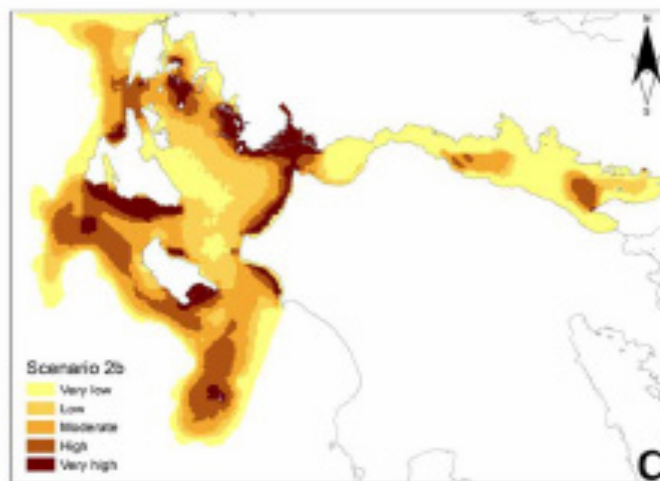 N
S
Scenario 2b
Very low
Low
Moderate
High
Very high
C